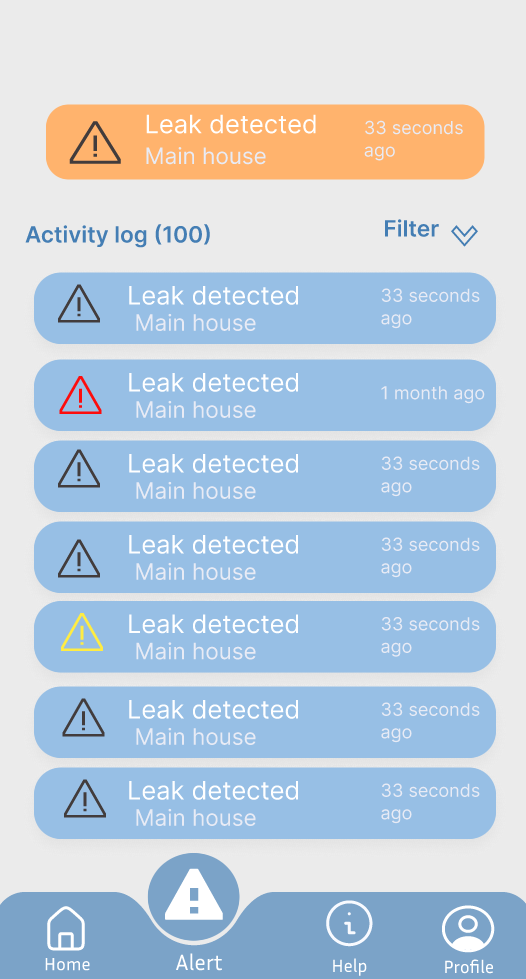 Leak detected
Main house
33 seconds
ago
Activity log (100)
Filter
Leak detected
Main house
33 seconds
ago
Leak detected
Main house
1 month ago
Leak detected
Main house
33 seconds
ago
Leak detected
Main house
33 seconds
ago
Leak detected
Main house
33 seconds
ago
Leak detected
Main house
33 seconds
ago
Leak detected
Main house
33 seconds
ago
Home
Alert
Help
Profile